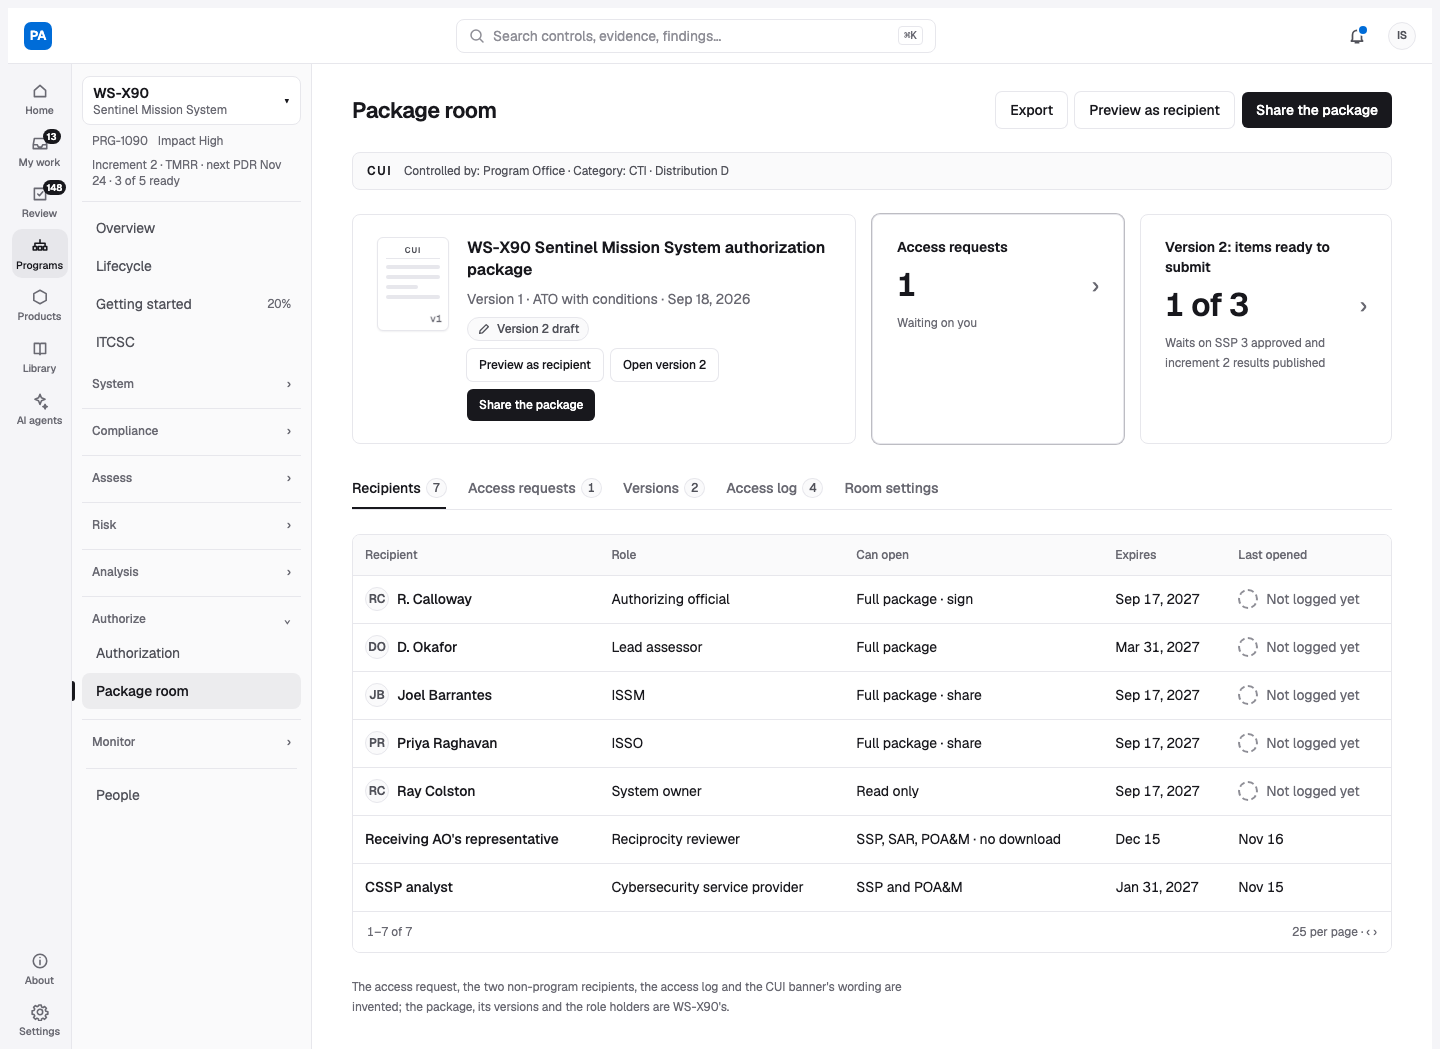 PA
Search controls, evidence, findings...
⌘K
IS
Home
13
My work
148
Review
Programs
Products
Library
AI agents
About
Settings
WS-X90
Sentinel Mission System
PRG-1090 Impact High
Increment 2 · TMRR · next PDR Nov
24 · 3 of 5 ready
Overview
Lifecycle
Getting started 20%
ITCSC
System
Compliance
Assess
Risk
Analysis
Authorize
Authorization
Package room
Monitor
People
Package room
Export
Preview as recipient
Share the package
CUI Controlled by: Program Office · Category: CTI · Distribution D
CUI
v1
WS-X90 Sentinel Mission System authorization
package
Version 1 · ATO with conditions · Sep 18, 2026
Version 2 draft
Preview as recipient
Open version 2
Share the package
Access requests
1
Waiting on you
Version 2: items ready to
submit
1 of 3
Waits on SSP 3 approved and
increment 2 results published
Recipients 7
Access requests 1
Versions 2
Access log 4
Room settings
Recipient Role Can open Expires Last opened
RC R. Calloway Authorizing official Full package · sign Sep 17, 2027 Not logged yet
DO D. Okafor Lead assessor Full package Mar 31, 2027 Not logged yet
JB Joel Barrantes ISSM Full package · share Sep 17, 2027 Not logged yet
PR Priya Raghavan ISSO Full package · share Sep 17, 2027 Not logged yet
RC Ray Colston System owner Read only Sep 17, 2027 Not logged yet
Receiving AO's representative Reciprocity reviewer SSP, SAR, POA&M · no download Dec 15 Nov 16
CSSP analyst Cybersecurity service provider SSP and POA&M Jan 31, 2027 Nov 15
1–7 of 7
25 per page · ‹ ›
The access request, the two non-program recipients, the access log and the CUI banner's wording are
invented; the package, its versions and the role holders are WS-X90's.